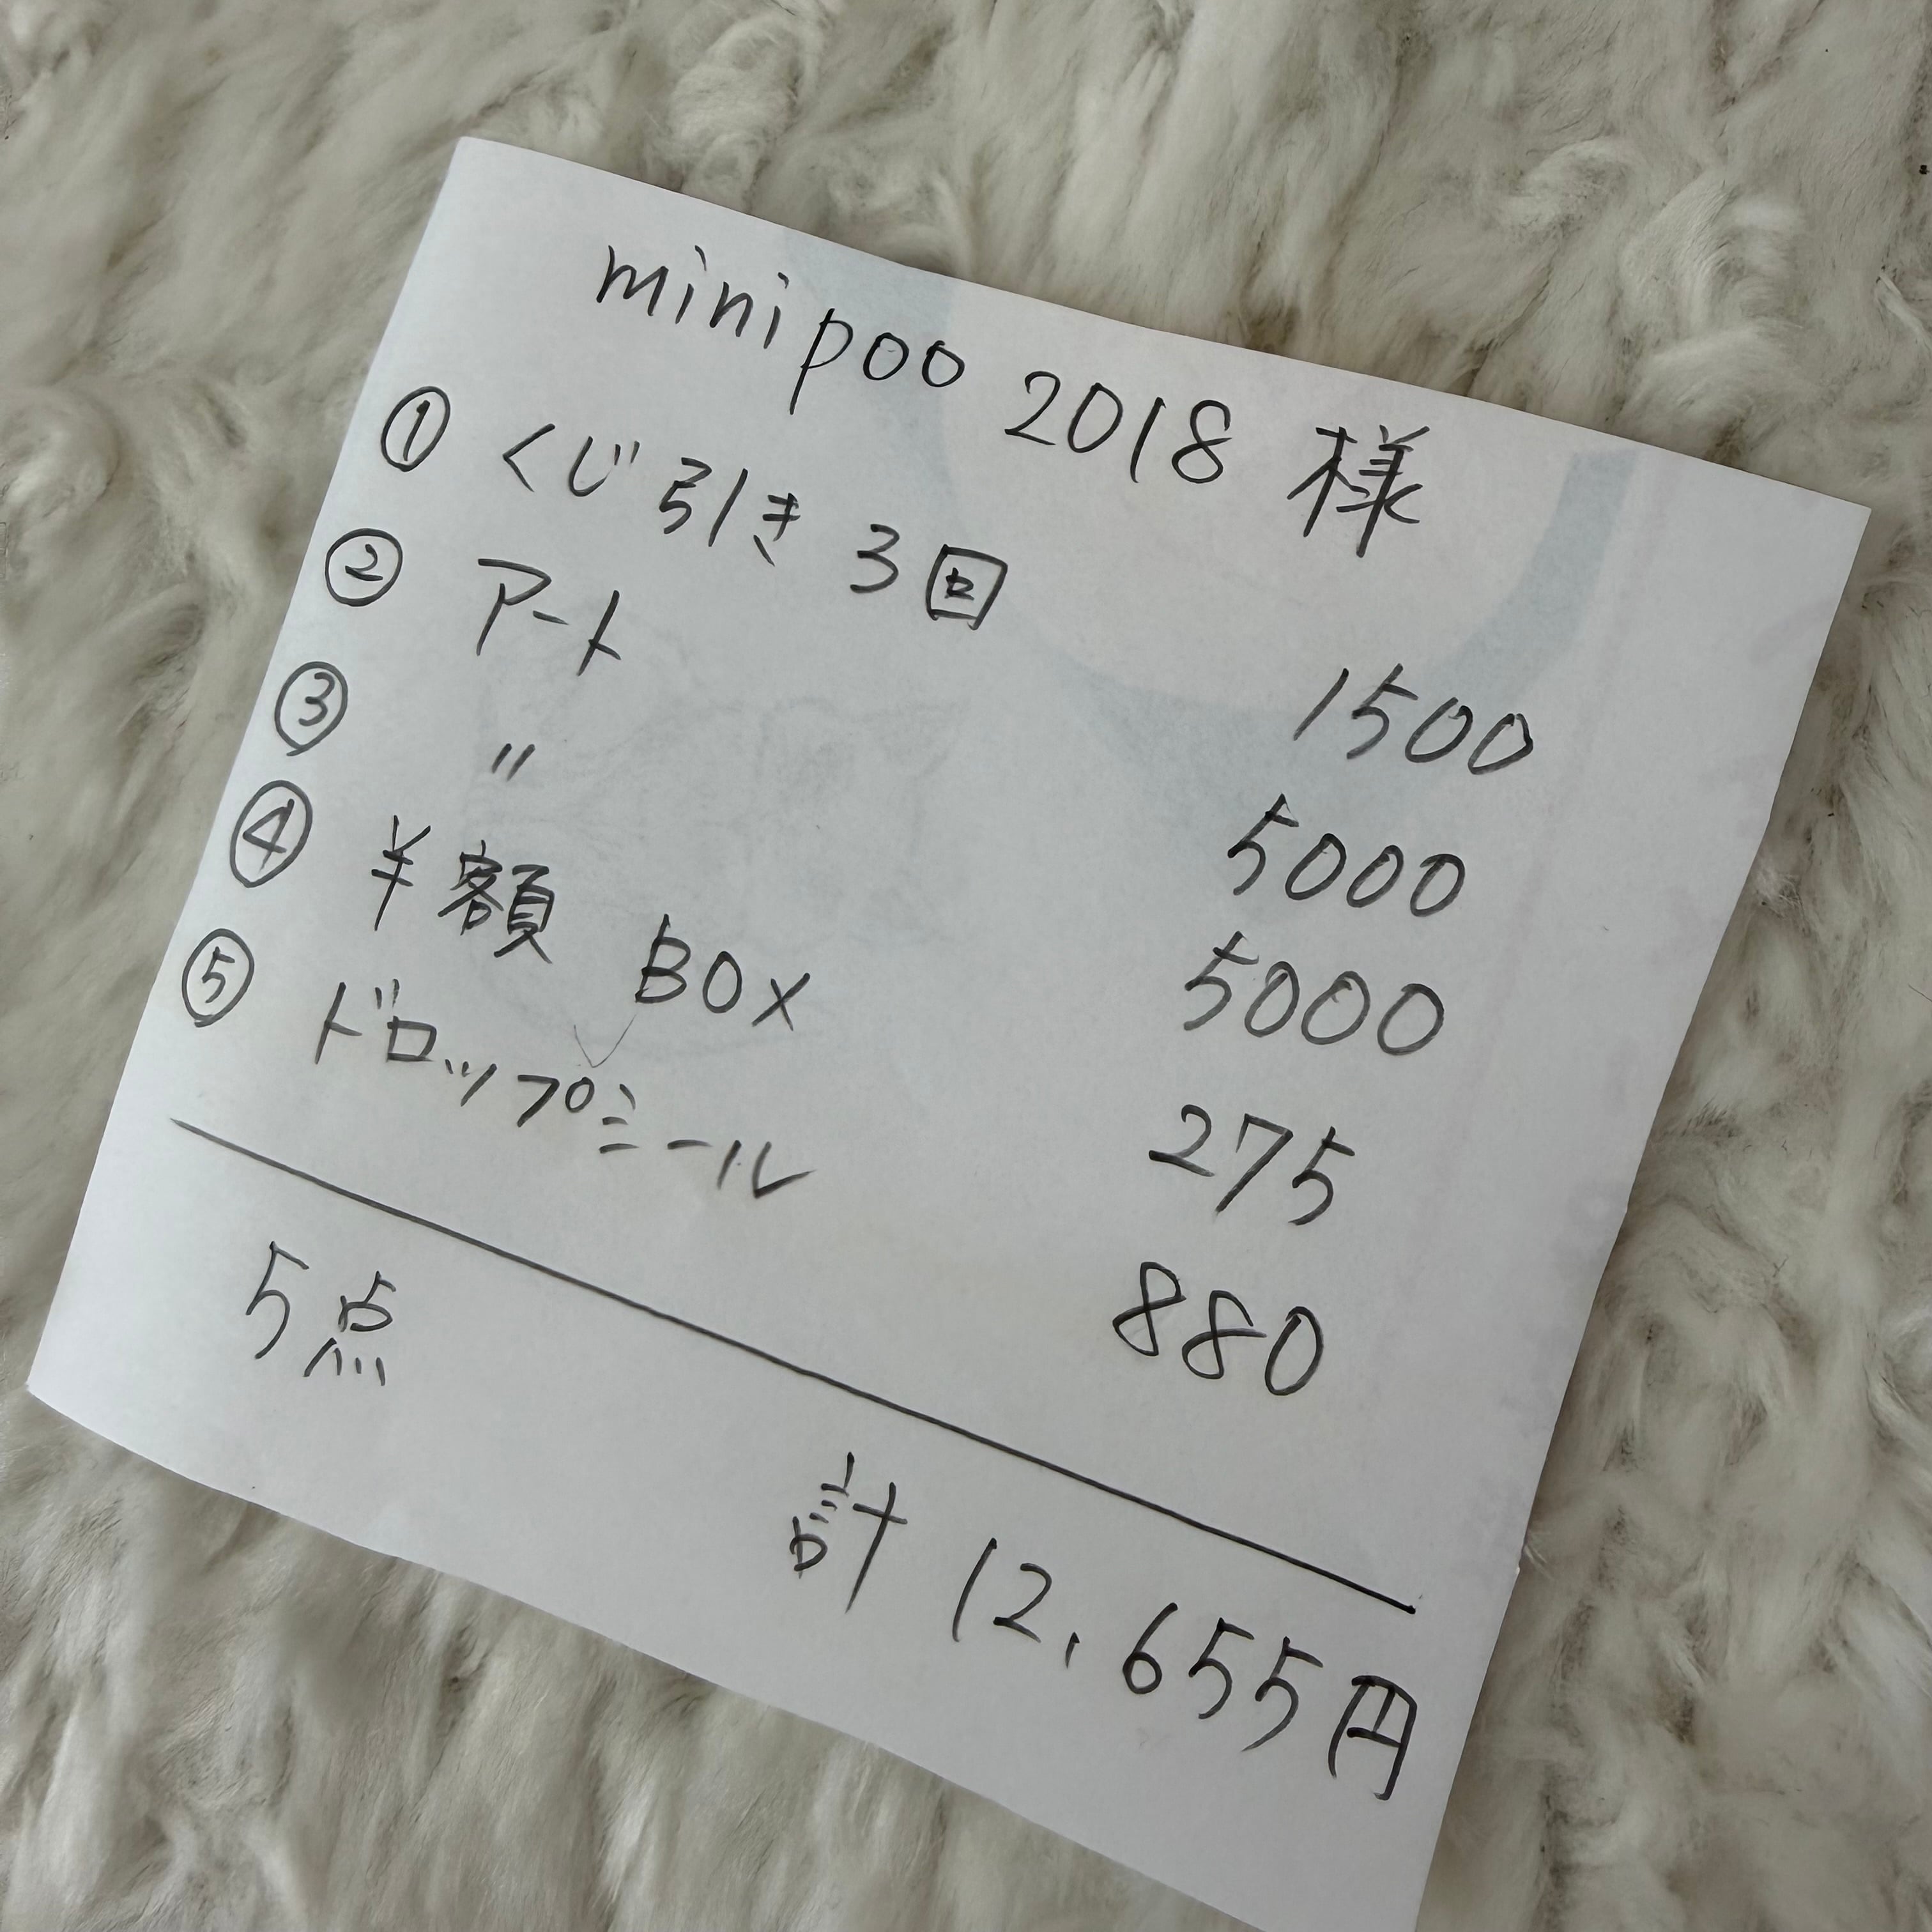 minipoo 2018 様
① くじ引き 3回 1500
② アート 5000
③ 〃 5000
④ 半額 BOX 275
⑤ ドロップシール 880
5点
計 12,655円